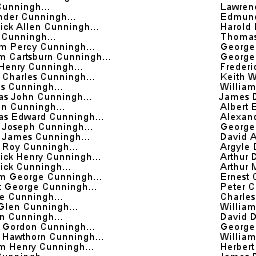 Cunningh... Lawrenc
nder Cunningh... Edmund
ick Allen Cunningh... Harold
Cunningh... Thomas
m Percy Cunningh... George
m Cartsburn Cunningh... George
Henry Cunningh... Frederic
Charles Cunningh... Keith W
s Cunningh... William
as John Cunningh... James D
n Cunningh... Albert E
as Edward Cunningh... Alexand
Joseph Cunningh... George
James Cunningh... David A
Roy Cunningh... Argyle
ick Henry Cunningh... Arthur D
ick Cunningh... Arthur M
m George Cunningh... Ernest G
t George Cunningh... Peter C
e Cunningh... Charles
Glen Cunningh... William
n Cunningh... David D
Gordon Cunningh... George
Hawthorn Cunningh... William
m Henry Cunningh... Herbert